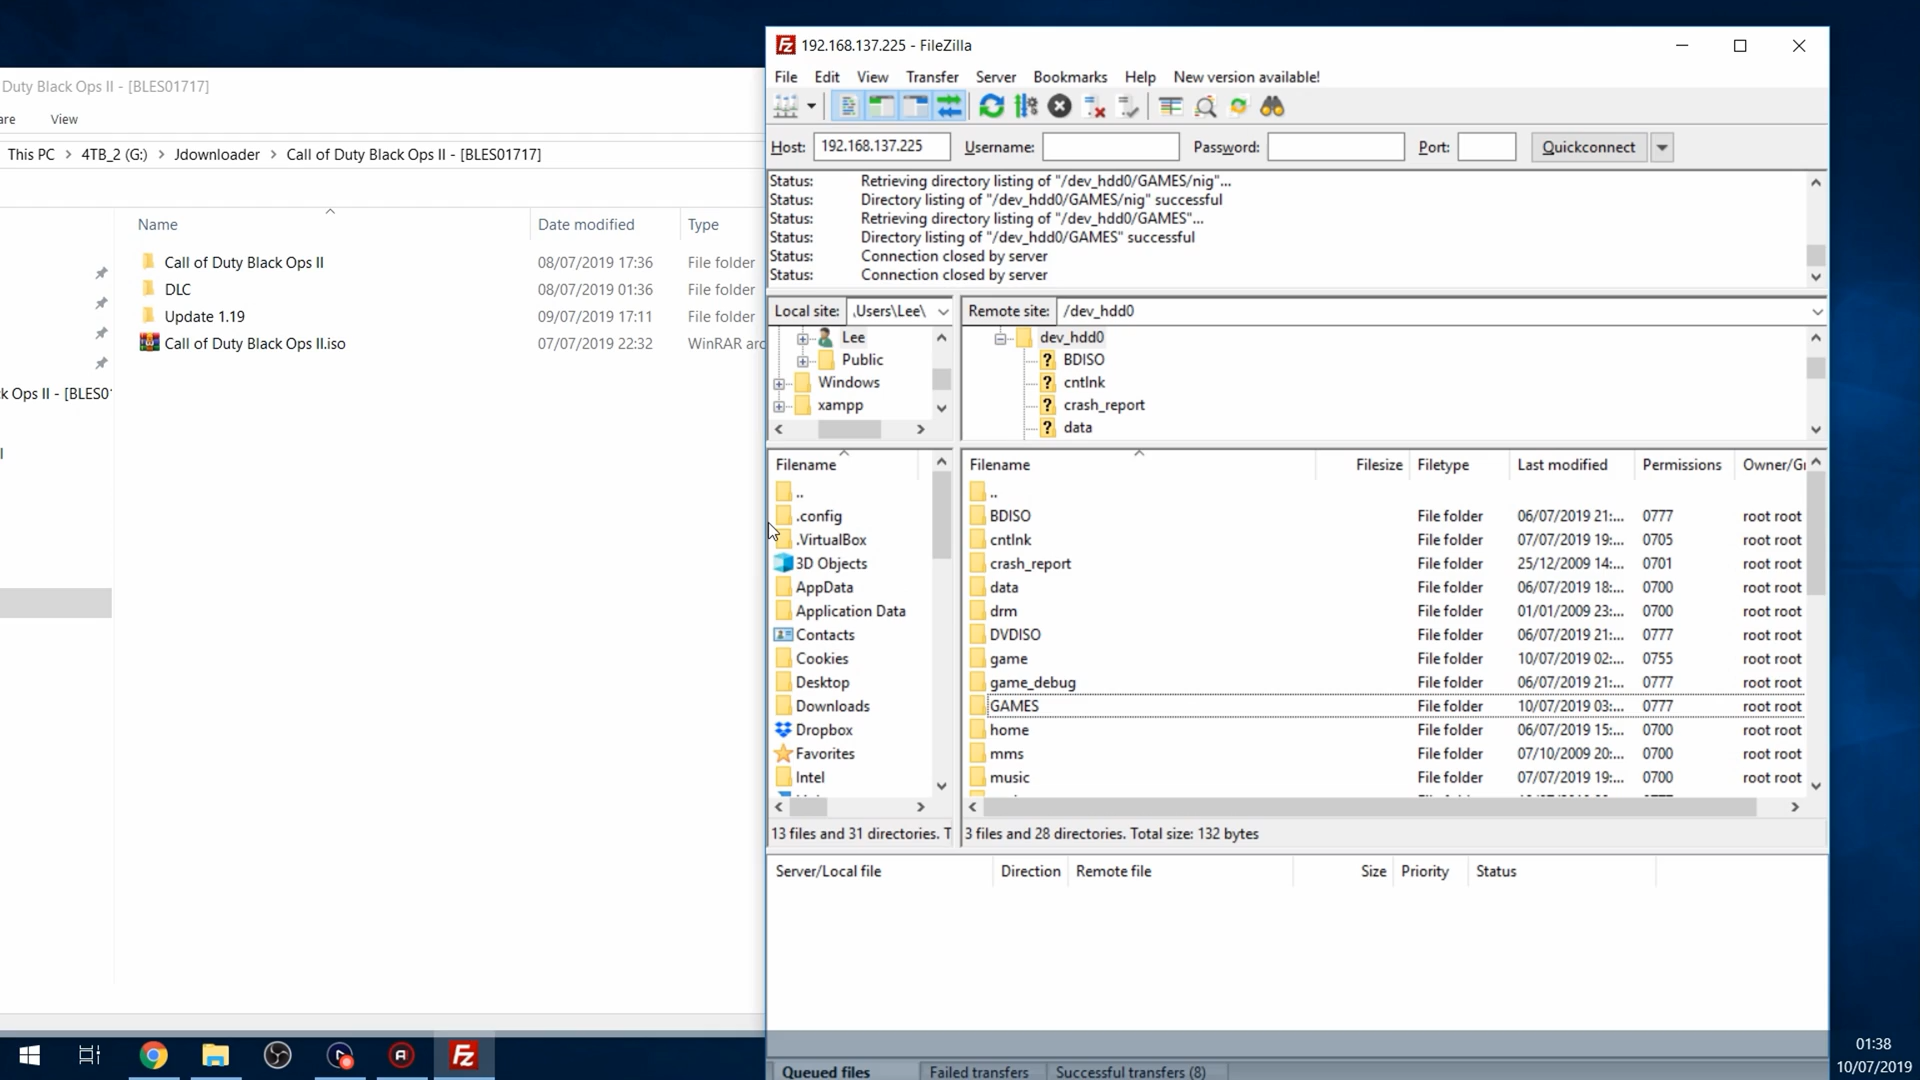 192.168.137.225 - FileZilla
File Edit View Transfer Server Bookmarks Help New version available!
Host: 192.168.137.225 Username: Password: Port: Quickconnect
Status: Retrieving directory listing of "/dev_hdd0/GAMES/nig"...
Status: Directory listing of "/dev_hdd0/GAMES/nig" successful
Status: Retrieving directory listing of "/dev_hdd0/GAMES"...
Status: Directory listing of "/dev_hdd0/GAMES" successful
Status: Connection closed by server
Status: Connection closed by server
Local site: \Users\Lee\
Lee
Public
Windows
xampp
Remote site: /dev_hdd0
dev_hdd0
? BDISO
? cntlnk
? crash_report
? data
Filename
..
.config
.VirtualBox
3D Objects
AppData
Application Data
Contacts
Cookies
Desktop
Downloads
Dropbox
Favorites
Intel
13 files and 31 directories. T
Filename Filesize Filetype Last modified Permissions Owner/Gr
..
BDISO File folder 06/07/2019 21:... 0777 root root
cntlnk File folder 07/07/2019 19:... 0705 root root
crash_report File folder 25/12/2009 14:... 0701 root root
data File folder 06/07/2019 18:... 0700 root root
drm File folder 01/01/2009 23:... 0700 root root
DVDISO File folder 06/07/2019 21:... 0777 root root
game File folder 10/07/2019 02:... 0755 root root
game_debug File folder 06/07/2019 21:... 0777 root root
GAMES File folder 10/07/2019 03:... 0777 root root
home File folder 06/07/2019 15:... 0700 root root
mms File folder 07/10/2009 20:... 0700 root root
music File folder 07/07/2019 19:... 0700 root root
3 files and 28 directories. Total size: 132 bytes
Server/Local file Direction Remote file Size Priority Status
Queued files Failed transfers Successful transfers (8)
Duty Black Ops II - [BLES01717]
are View
This PC > 4TB_2 (G:) > Jdownloader > Call of Duty Black Ops II - [BLES01717]
Name Date modified Type
Call of Duty Black Ops II 08/07/2019 17:36 File folder
DLC 08/07/2019 01:36 File folder
Update 1.19 09/07/2019 17:11 File folder
Call of Duty Black Ops II.iso 07/07/2019 22:32 WinRAR arc
k Ops II - [BLES01
01:38
10/07/2019